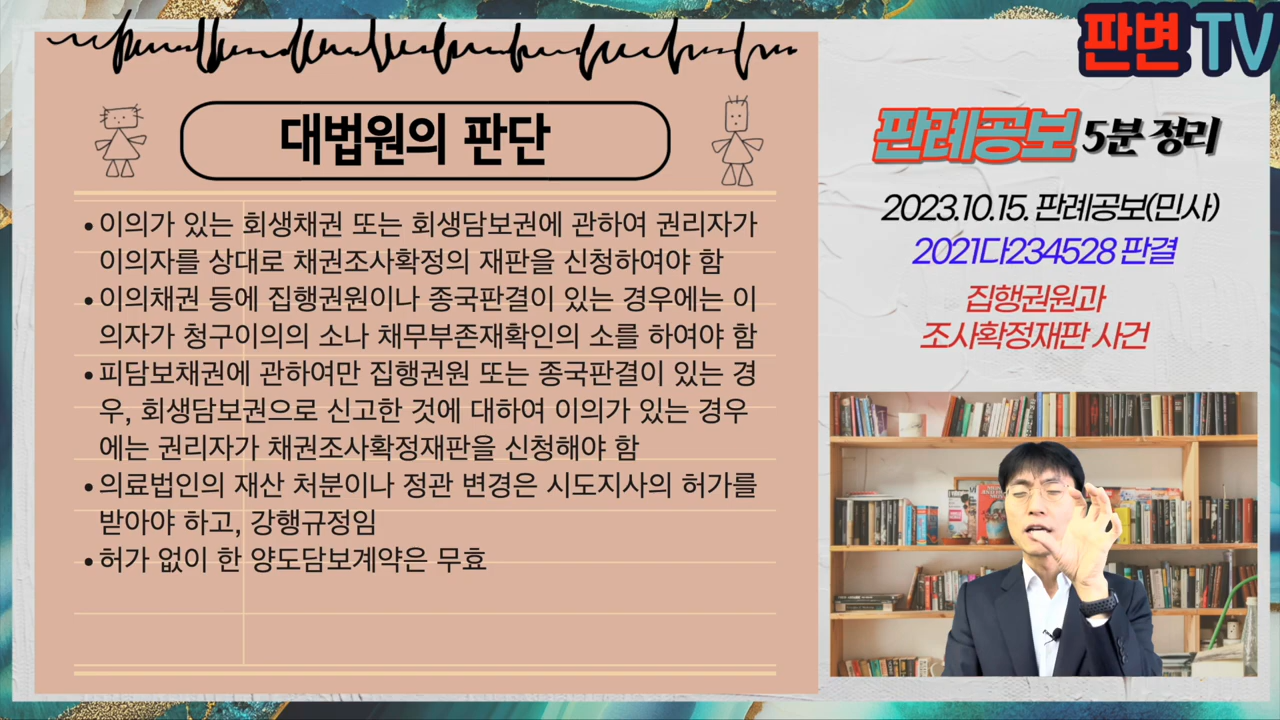 판변 TV
대법원의 판단
• 이의가 있는 회생채권 또는 회생담보권에 관하여 권리자가
이의자를 상대로 채권조사확정의 재판을 신청하여야 함
• 이의채권 등에 집행권원이나 종국판결이 있는 경우에는 이
의자가 청구이의의 소나 채무부존재확인의 소를 하여야 함
• 피담보채권에 관하여만 집행권원 또는 종국판결이 있는 경
우, 회생담보권으로 신고한 것에 대하여 이의가 있는 경우
에는 권리자가 채권조사확정재판을 신청해야 함
• 의료법인의 재산 처분이나 정관 변경은 시도지사의 허가를
받아야 하고, 강행규정임
• 허가 없이 한 양도담보계약은 무효
판례공보 5분 정리
2023.10.15. 판례공보(민사)
2021다234528 판결
집행권원과
조사확정재판 사건